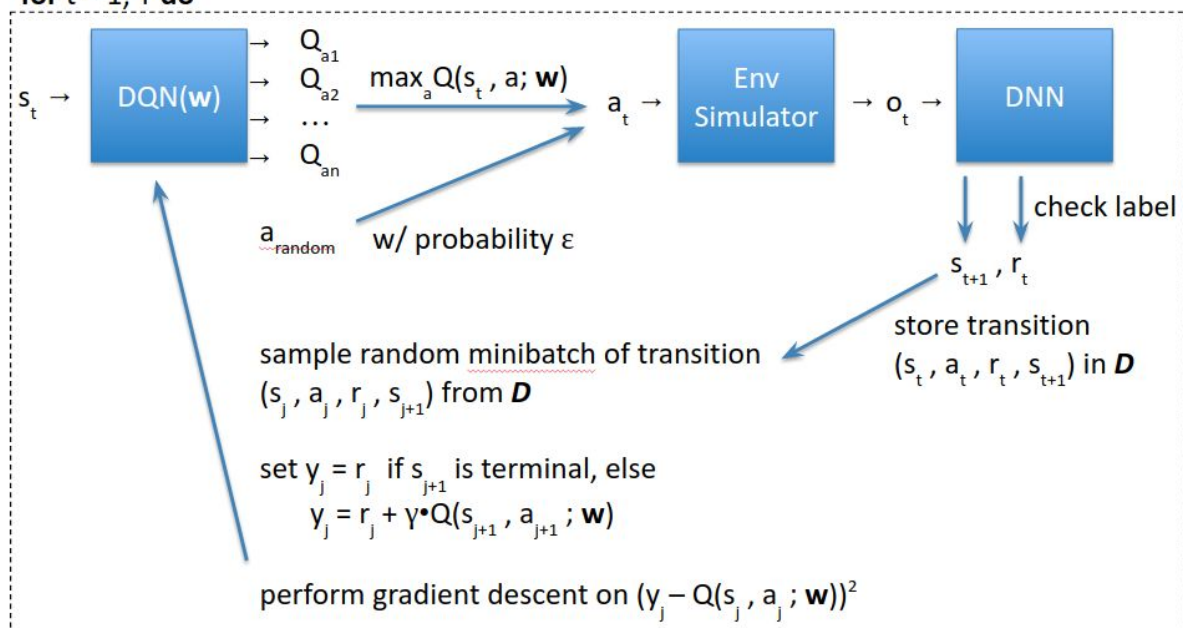 s_t → DQN(w) → Q_a1
→ Q_a2
→ ...
→ Q_an
max_a Q(s_t , a; w)
a_t → Env Simulator → o_t → DNN
a_random w/ probability ε
check label
s_t+1 , r_t
store transition
(s_t , a_t , r_t , s_t+1) in D
sample random minibatch of transition
(s_j , a_j , r_j , s_j+1) from D
set y_j = r_j if s_j+1 is terminal, else
y_j = r_j + γ•Q(s_j+1 , a_j+1 ; w)
perform gradient descent on (y_j – Q(s_j , a_j ; w))²